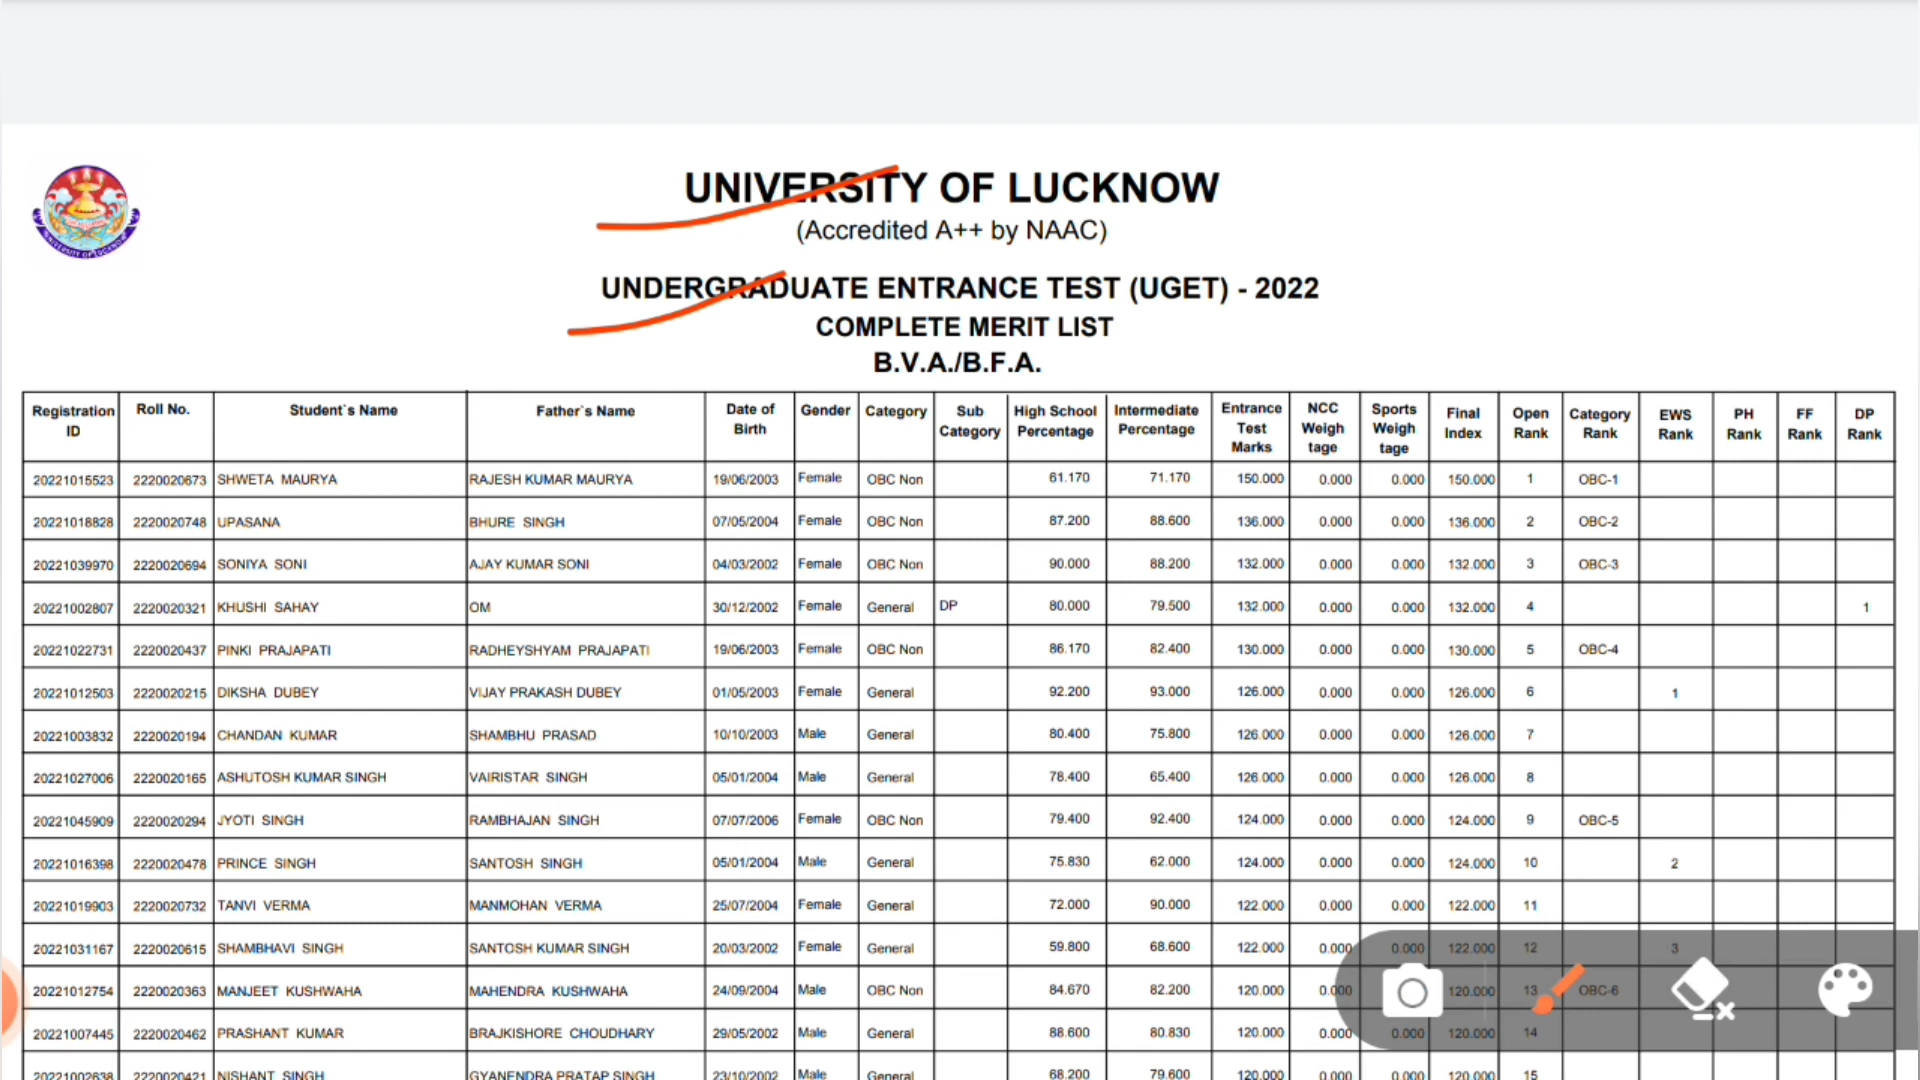 UNIVERSITY OF LUCKNOW
(Accredited A++ by NAAC)
UNDERGRADUATE ENTRANCE TEST (UGET) - 2022
COMPLETE MERIT LIST
B.V.A./B.F.A.
UNIVERSITY OF LUCKNOW
Registration ID Roll No. Student`s Name Father`s Name Date of Birth Gender Category Sub Category High School Percentage Intermediate Percentage Entrance Test Marks NCC Weigh tage Sports Weigh tage Final Index Open Rank Category Rank EWS Rank PH Rank FF Rank DP Rank
20221015523 2220020673 SHWETA MAURYA RAJESH KUMAR MAURYA 19/06/2003 Female OBC Non 61.170 71.170 150.000 0.000 0.000 150.000 1 OBC-1
20221018828 2220020748 UPASANA BHURE SINGH 07/05/2004 Female OBC Non 87.200 88.600 136.000 0.000 0.000 136.000 2 OBC-2
20221039970 2220020694 SONIYA SONI AJAY KUMAR SONI 04/03/2002 Female OBC Non 90.000 88.200 132.000 0.000 0.000 132.000 3 OBC-3
20221002807 2220020321 KHUSHI SAHAY OM 30/12/2002 Female General DP 80.000 79.500 132.000 0.000 0.000 132.000 4 1
20221022731 2220020437 PINKI PRAJAPATI RADHEYSHYAM PRAJAPATI 19/06/2003 Female OBC Non 86.170 82.400 130.000 0.000 0.000 130.000 5 OBC-4
20221012503 2220020215 DIKSHA DUBEY VIJAY PRAKASH DUBEY 01/05/2003 Female General 92.200 93.000 126.000 0.000 0.000 126.000 6 1
20221003832 2220020194 CHANDAN KUMAR SHAMBHU PRASAD 10/10/2003 Male General 80.400 75.800 126.000 0.000 0.000 126.000 7
20221027006 2220020165 ASHUTOSH KUMAR SINGH VAIRISTAR SINGH 05/01/2004 Male General 78.400 65.400 126.000 0.000 0.000 126.000 8
20221045909 2220020294 JYOTI SINGH RAMBHAJAN SINGH 07/07/2006 Female OBC Non 79.400 92.400 124.000 0.000 0.000 124.000 9 OBC-5
20221016398 2220020478 PRINCE SINGH SANTOSH SINGH 05/01/2004 Male General 75.830 62.000 124.000 0.000 0.000 124.000 10 2
20221019903 2220020732 TANVI VERMA MANMOHAN VERMA 25/07/2004 Female General 72.000 90.000 122.000 0.000 0.000 122.000 11
20221031167 2220020615 SHAMBHAVI SINGH SANTOSH KUMAR SINGH 20/03/2002 Female General 59.800 68.600 122.000 0.000 0.000 122.000 12 3
20221012754 2220020363 MANJEET KUSHWAHA MAHENDRA KUSHWAHA 24/09/2004 Male OBC Non 84.670 82.200 120.000 0.000 120.000 13 OBC-6
20221007445 2220020462 PRASHANT KUMAR BRAJKISHORE CHOUDHARY 29/05/2002 Male General 88.600 80.830 120.000 0.000 0.000 120.000 14
20221002638 2220020421 NISHANT SINGH GYANENDRA PRATAP SINGH 23/10/2002 Male General 68.200 79.600 120.000 0.000 0.000 120.000 15